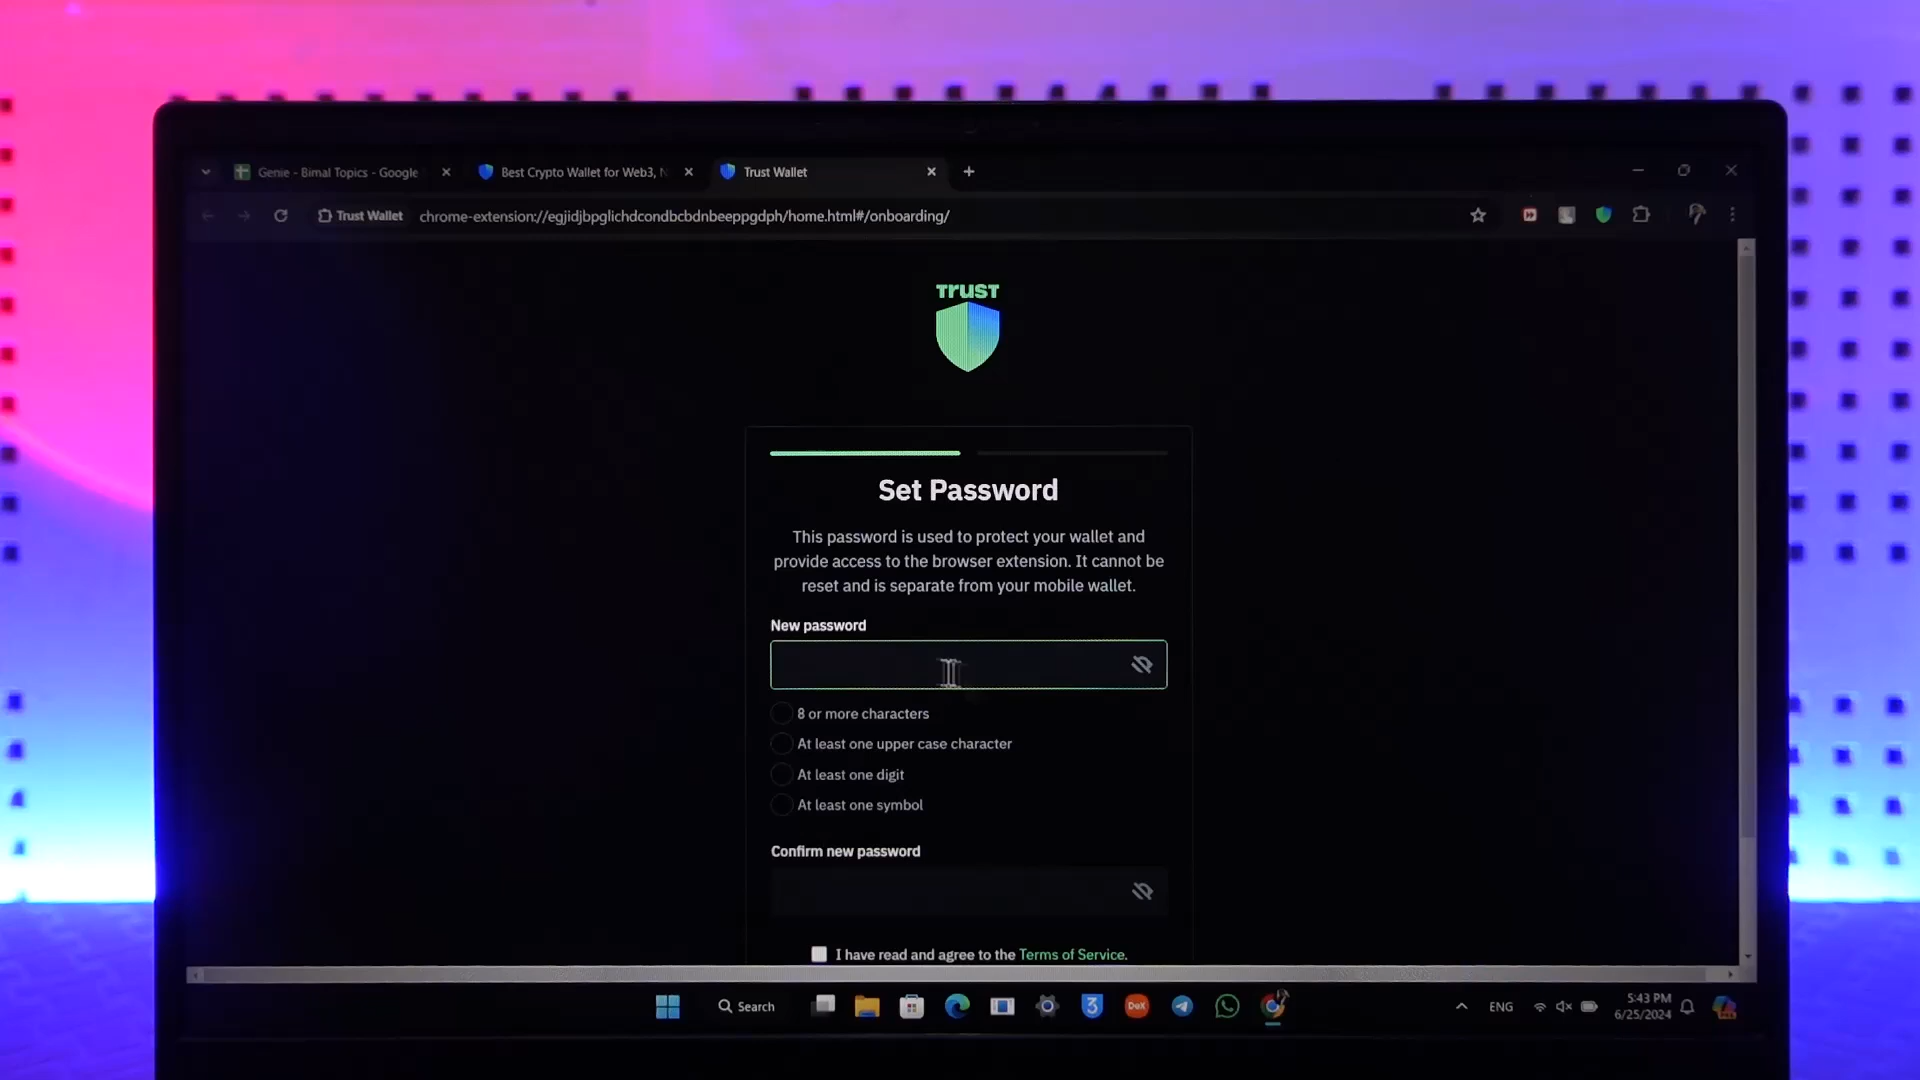 Genie - Bimal Topics - Google
Best Crypto Wallet for Web3, N
Trust Wallet
Trust Wallet
chrome-extension://egjidjbpglichdcondbcbdnbeeppgdph/home.html#/onboarding/
TRUST
Set Password
This password is used to protect your wallet and
provide access to the browser extension. It cannot be
reset and is separate from your mobile wallet.
New password
8 or more characters
At least one upper case character
At least one digit
At least one symbol
Confirm new password
I have read and agree to the Terms of Service.
Search
3
DeX
ENG
5:43 PM
6/25/2024